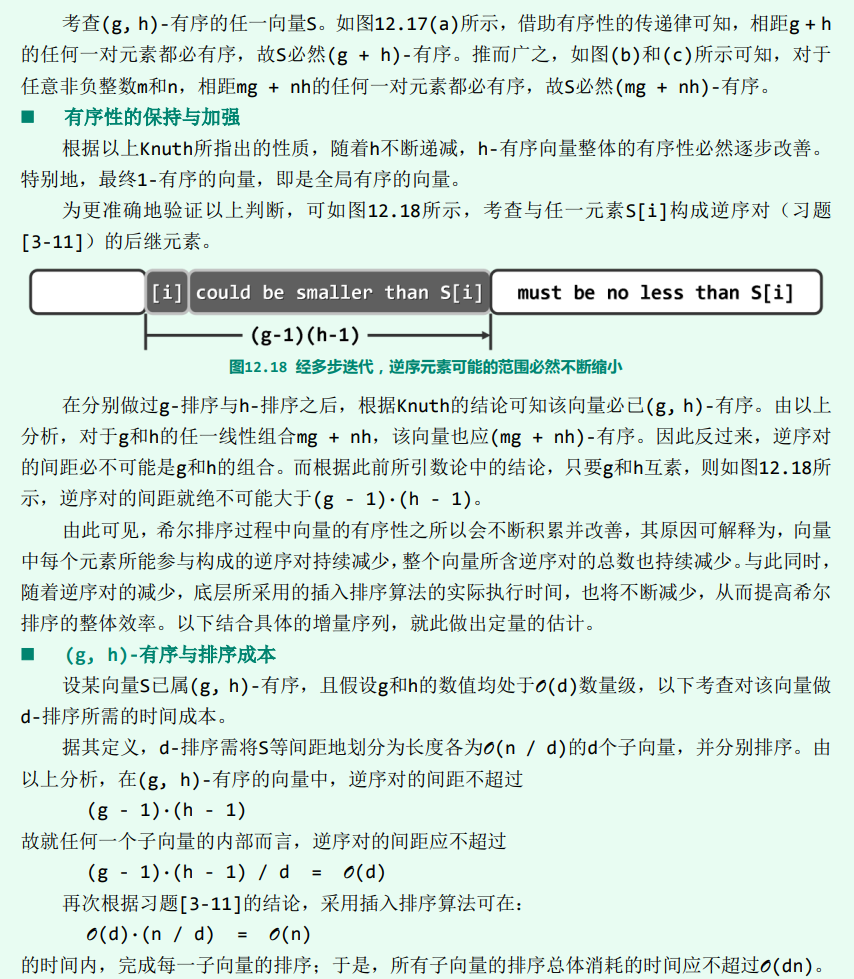 考查(g, h)-有序的任一向量S。如图12.17(a)所示，借助有序性的传递律可知，相距g + h
的任何一对元素都必有序，故S必然(g + h)-有序。推而广之，如图(b)和(c)所示可知，对于
任意非负整数m和n，相距mg + nh的任何一对元素都必有序，故S必然(mg + nh)-有序。
■ 有序性的保持与加强
根据以上Knuth所指出的性质，随着h不断递减，h-有序向量整体的有序性必然逐步改善。
特别地，最终1-有序的向量，即是全局有序的向量。
为更准确地验证以上判断，可如图12.18所示，考查与任一元素S[i]构成逆序对（习题
[3-11]）的后继元素。
[i] could be smaller than S[i] must be no less than S[i]
(g-1)(h-1)
图12.18 经多步迭代，逆序元素可能的范围必然不断缩小
在分别做过g-排序与h-排序之后，根据Knuth的结论可知该向量必已(g, h)-有序。由以上
分析，对于g和h的任一线性组合mg + nh，该向量也应(mg + nh)-有序。因此反过来，逆序对
的间距必不可能是g和h的组合。而根据此前所引数论中的结论，只要g和h互素，则如图12.18所
示，逆序对的间距就绝不可能大于(g - 1)·(h - 1)。
由此可见，希尔排序过程中向量的有序性之所以会不断积累并改善，其原因可解释为，向量
中每个元素所能参与构成的逆序对持续减少，整个向量所含逆序对的总数也持续减少。与此同时，
随着逆序对的减少，底层所采用的插入排序算法的实际执行时间，也将不断减少，从而提高希尔
排序的整体效率。以下结合具体的增量序列，就此做出定量的估计。
■ (g, h)-有序与排序成本
设某向量S已属(g, h)-有序，且假设g和h的数值均处于𝒪(d)数量级，以下考查对该向量做
d-排序所需的时间成本。
据其定义，d-排序需将S等间距地划分为长度各为𝒪(n / d)的d个子向量，并分别排序。由
以上分析，在(g, h)-有序的向量中，逆序对的间距不超过
(g - 1)·(h - 1)
故就任何一个子向量的内部而言，逆序对的间距应不超过
(g - 1)·(h - 1) / d = 𝒪(d)
再次根据习题[3-11]的结论，采用插入排序算法可在：
𝒪(d)·(n / d) = 𝒪(n)
的时间内，完成每一子向量的排序；于是，所有子向量的排序总体消耗的时间应不超过𝒪(dn)。